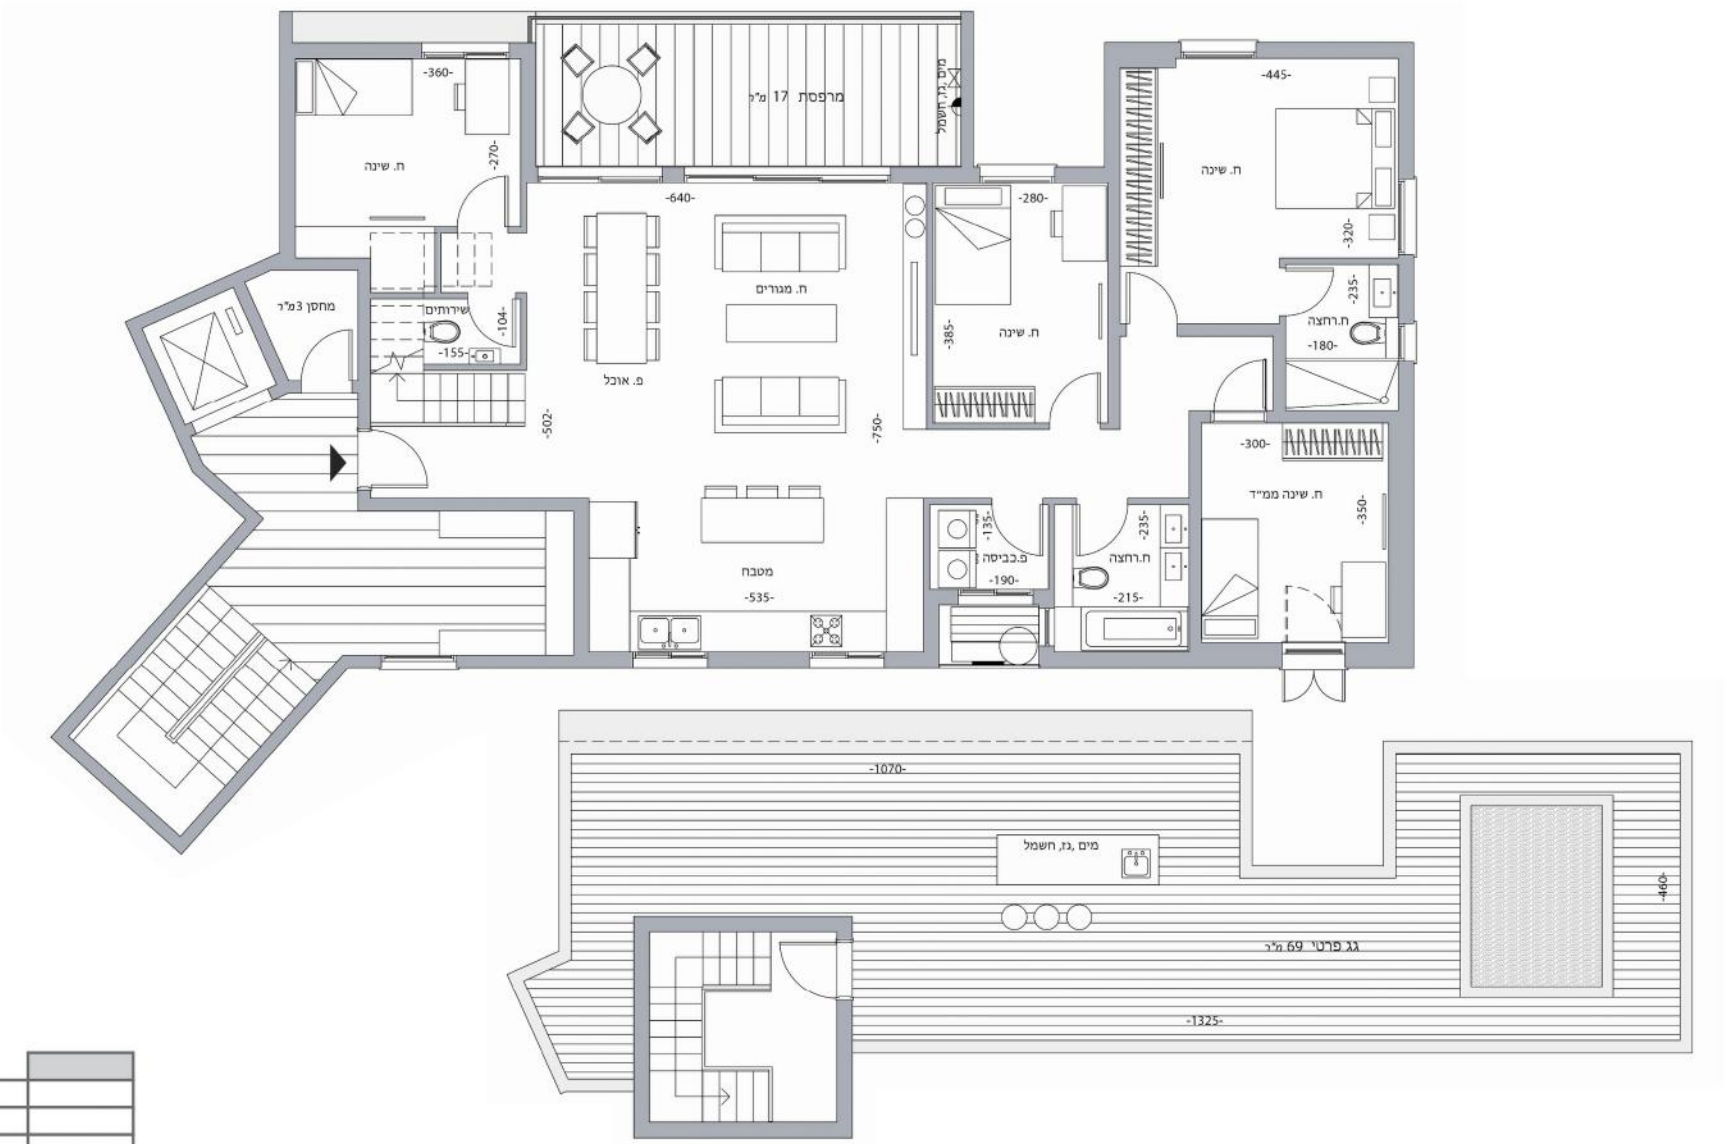 -360-
-270-
ח. שינה
מרפסת 17 מ"ר
מים ,גז, חשמל
-445-
ח. שינה
-320-
-640-
-280-
ח. שינה
-385-
-235-
ח.רחצה
-180-
מחסן 3מ"ר
שירותים
-104-
-155-
ח. מגורים
פ. אוכל
-502-
-750-
-300-
ח. שינה ממ״ד
-350-
-135-
פ.כביסה
-190-
-235-
ח.רחצה
-215-
מטבח
-535-
-1070-
מים ,גז, חשמל
-460-
גג פרטי 69 מ"ר
-1325-